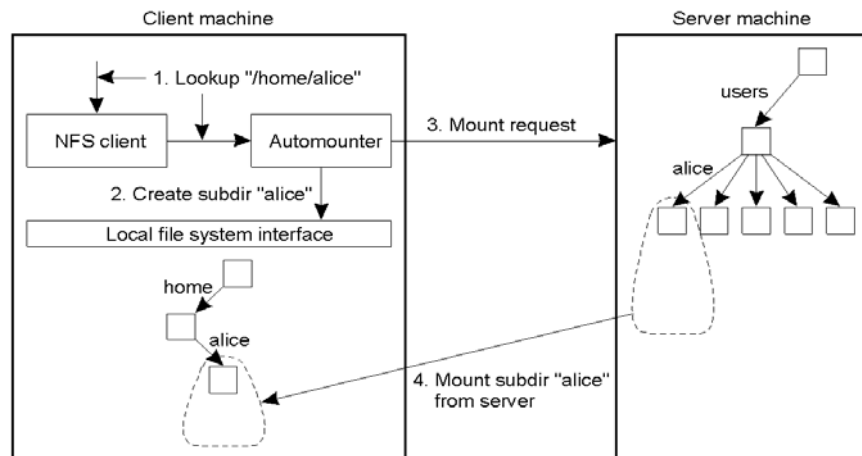 Client machine
Server machine
1. Lookup "/home/alice"
users
NFS client
Automounter
3. Mount request
alice
2. Create subdir "alice"
Local file system interface
home
alice
4. Mount subdir "alice"
from server